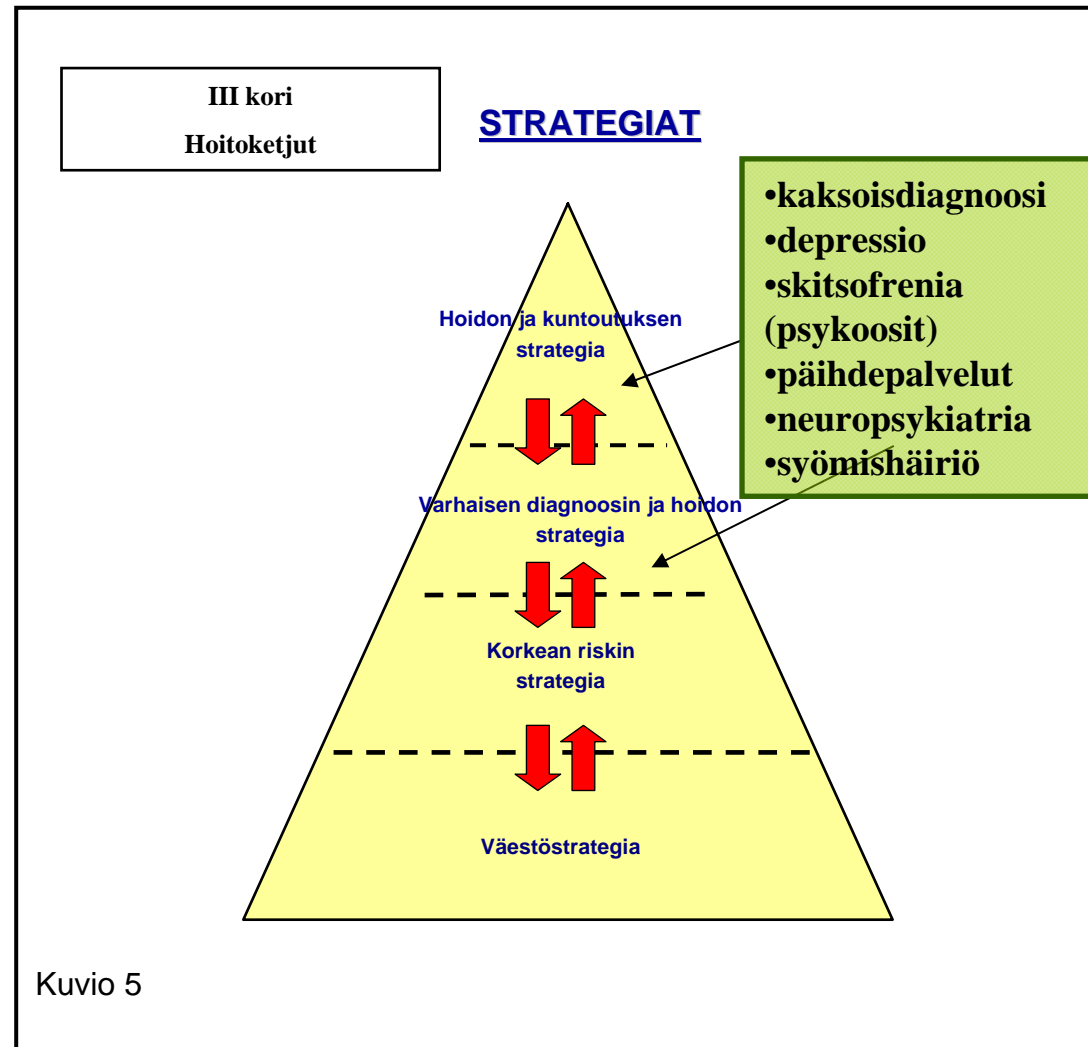 III kori
Hoitoketjut
STRATEGIAT
•kaksoisdiagnoosi
•depressio
•skitsofrenia
(psykoosit)
•päihdepalvelut
•neuropsykiatria
•syömishäiriö
Hoidon ja kuntoutuksen
strategia
Varhaisen diagnoosin ja hoidon
strategia
Korkean riskin
strategia
Väestöstrategia
Kuvio 5